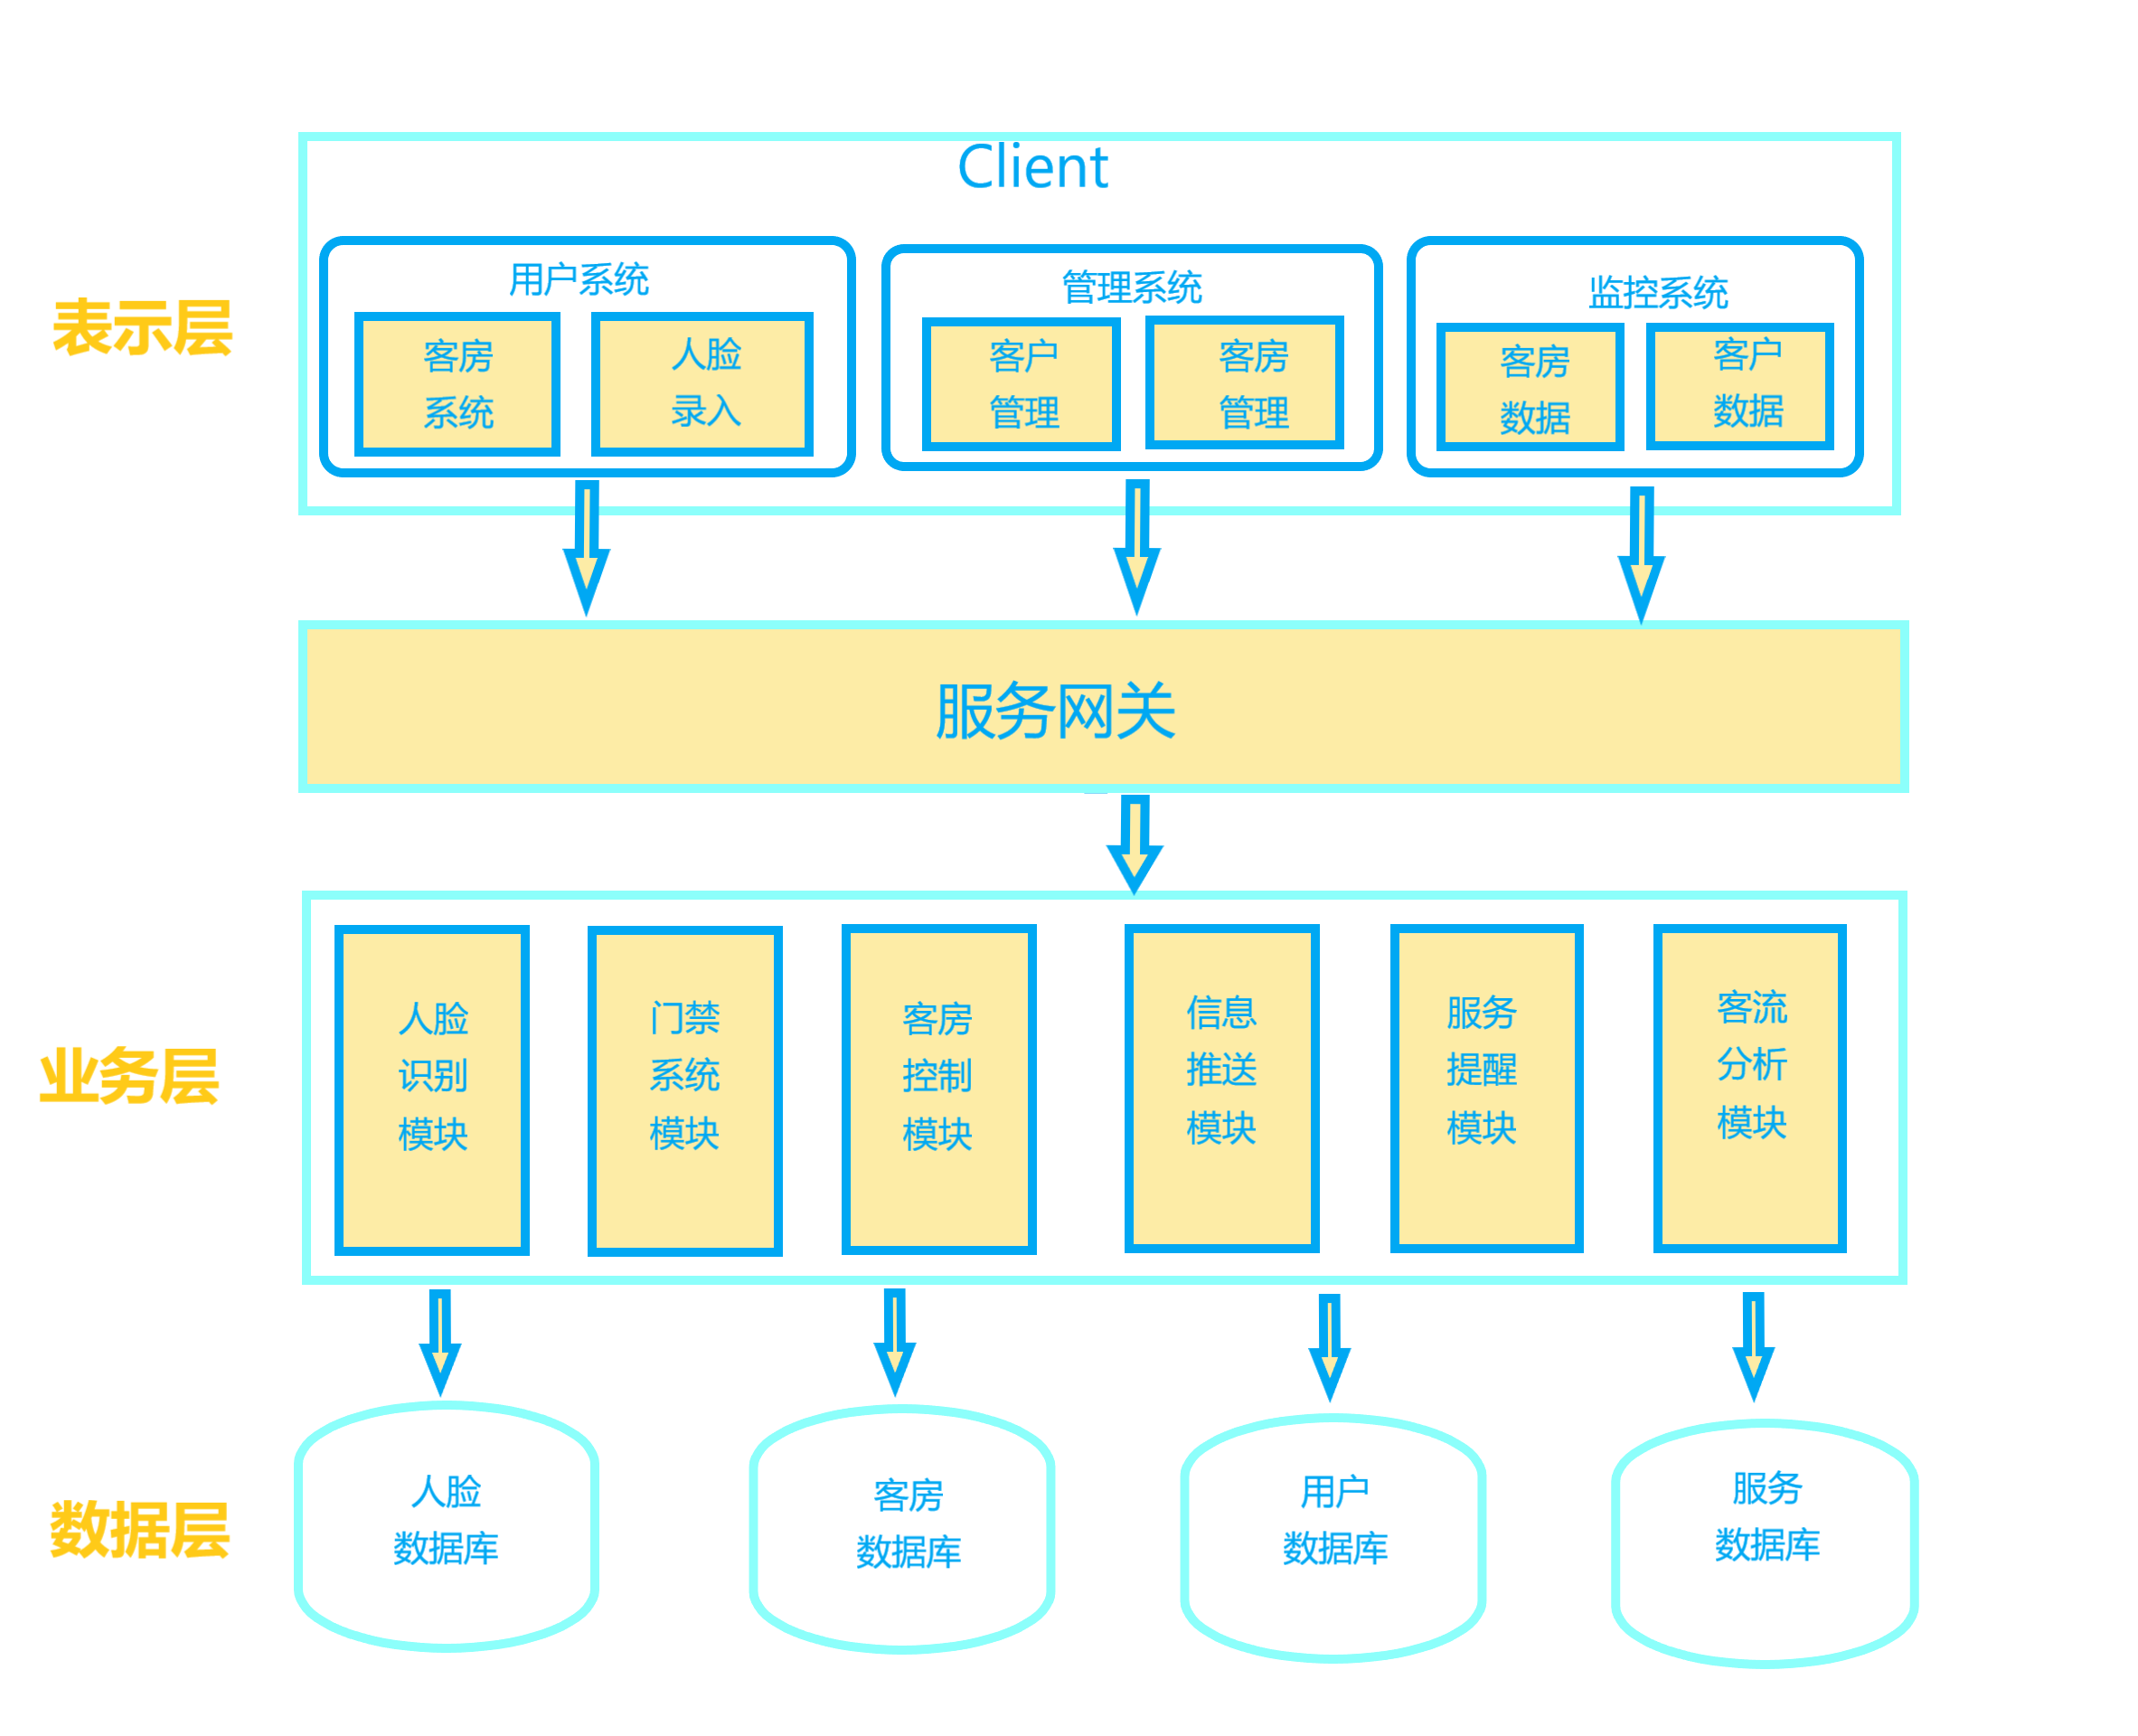 Client
表示层
用户系统
客房
系统
人脸
录入
管理系统
客户
管理
客房
管理
监控系统
客房
数据
客户
数据
服务网关
业务层
人脸
识别
模块
门禁
系统
模块
客房
控制
模块
信息
推送
模块
服务
提醒
模块
客流
分析
模块
数据层
人脸
数据库
客房
数据库
用户
数据库
服务
数据库